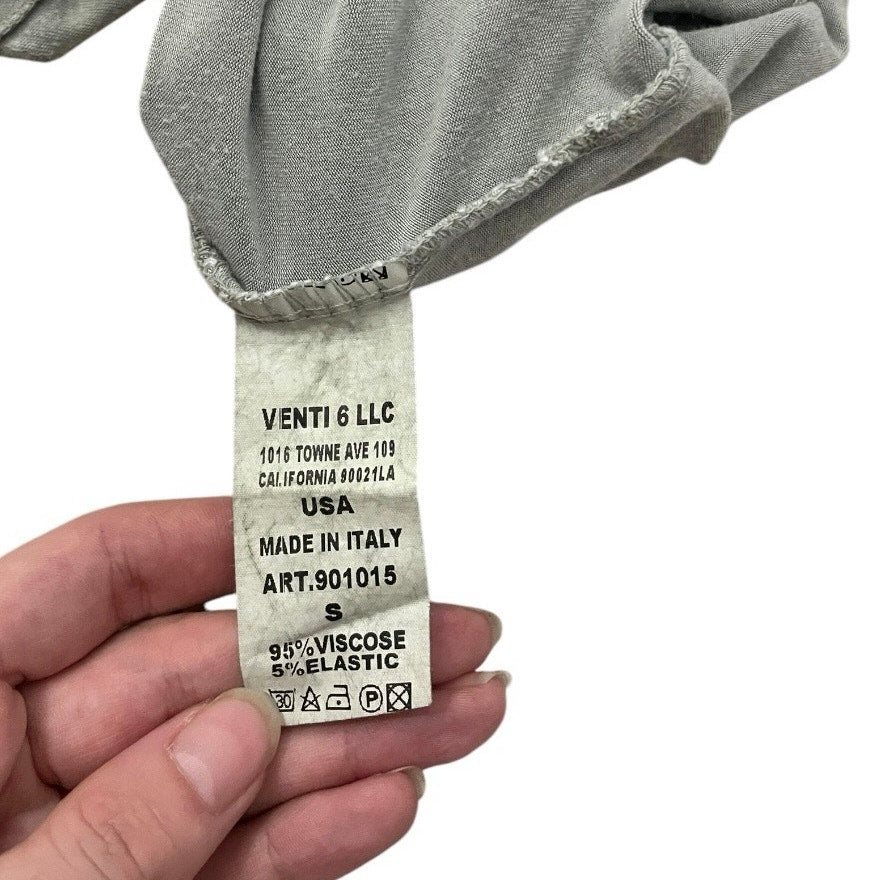 VENTI 6 LLC
1016 TOWNE AVE 109
CALIFORNIA 90021LA
USA
MADE IN ITALY
ART.901015
S
95%VISCOSE
5%ELASTIC
30 P